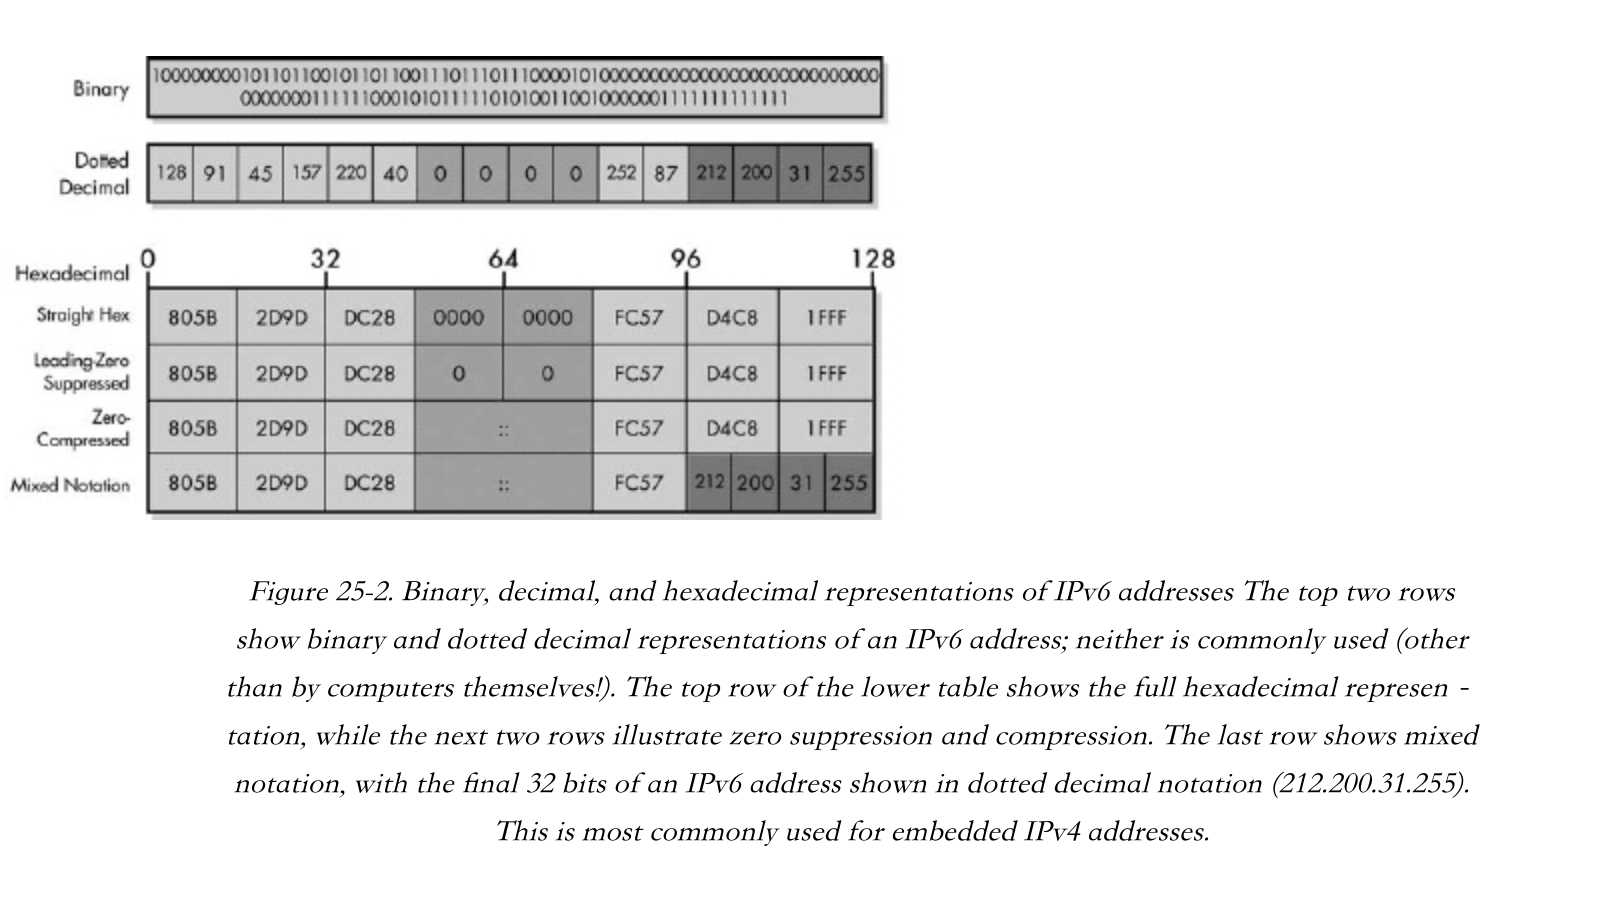 Binary
1000000001011011001011011001110111011100001010000000000000000000000000000
0000000111111000101011111010100110010000001111111111111
Dotted Decimal
128 91 45 157 220 40 0 0 0 0 252 87 212 200 31 255
0 32 64 96 128
Hexadecimal
Straight Hex 805B 2D9D DC28 0000 0000 FC57 D4C8 1FFF
Leading-Zero Suppressed 805B 2D9D DC28 0 0 FC57 D4C8 1FFF
Zero-Compressed 805B 2D9D DC28 :: FC57 D4C8 1FFF
Mixed Notation 805B 2D9D DC28 :: FC57 212 200 31 255
Figure 25-2. Binary, decimal, and hexadecimal representations of IPv6 addresses The top two rows
show binary and dotted decimal representations of an IPv6 address; neither is commonly used (other
than by computers themselves!). The top row of the lower table shows the full hexadecimal represen -
tation, while the next two rows illustrate zero suppression and compression. The last row shows mixed
notation, with the final 32 bits of an IPv6 address shown in dotted decimal notation (212.200.31.255).
This is most commonly used for embedded IPv4 addresses.